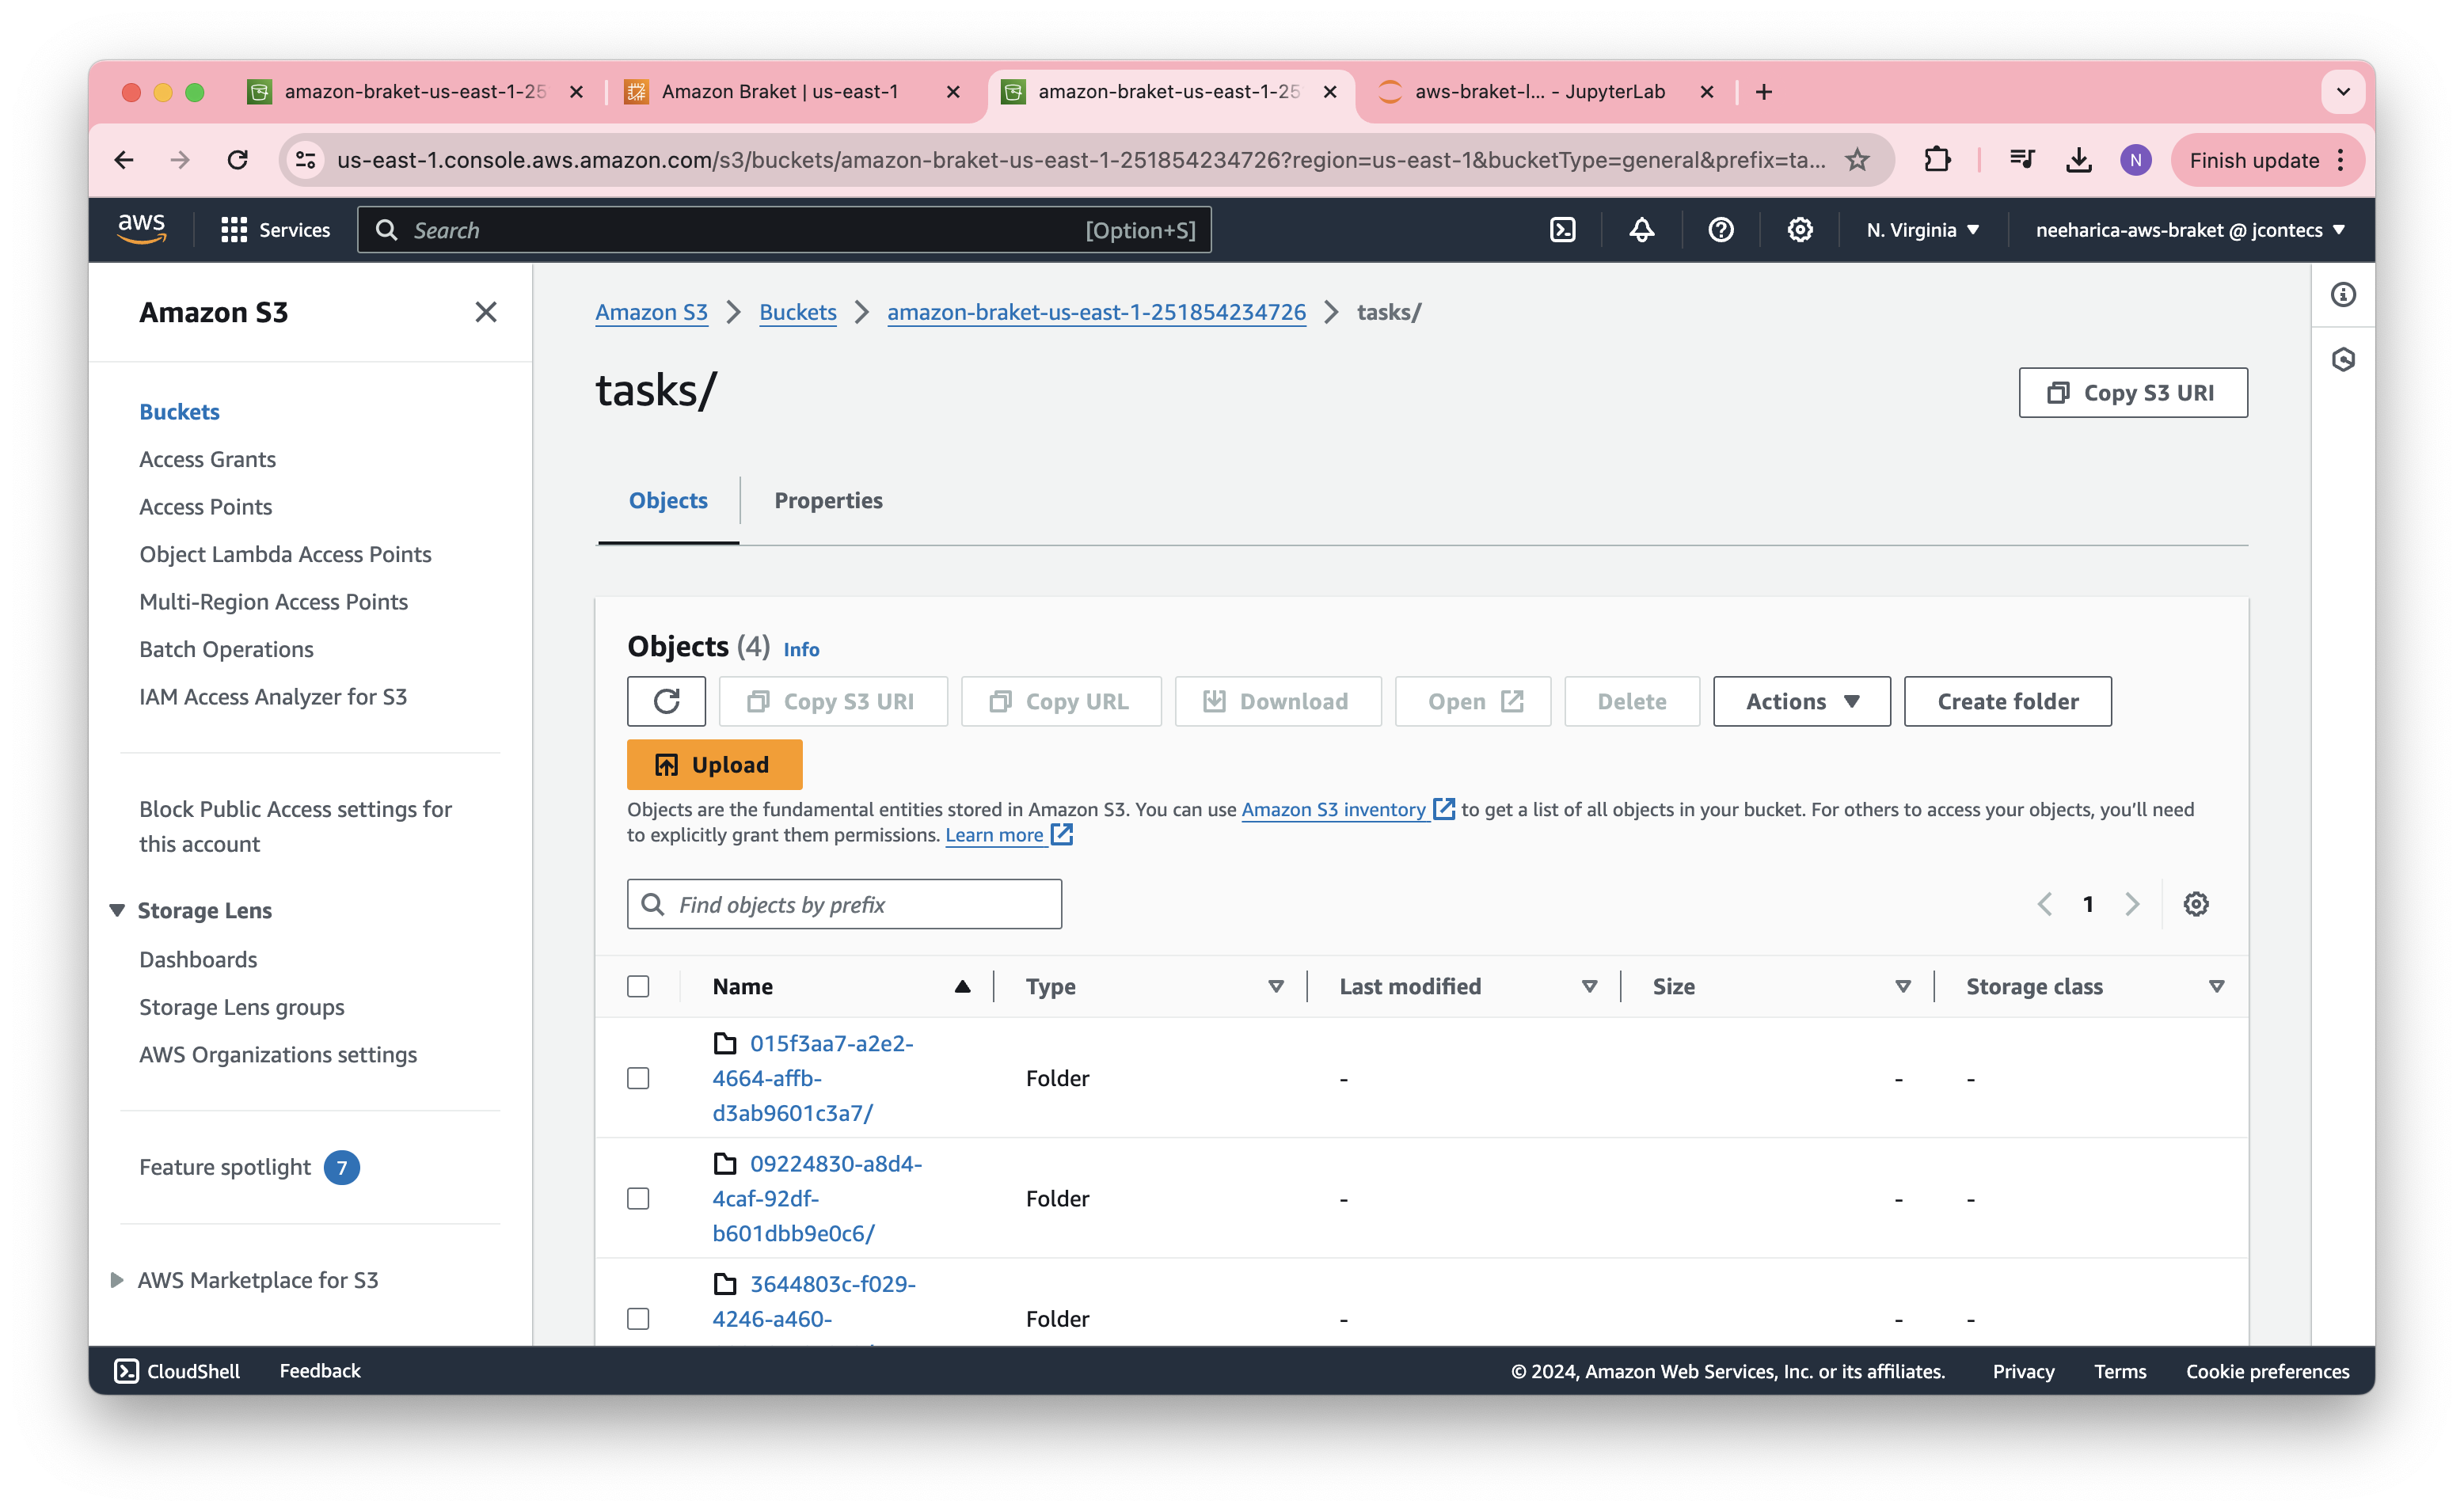 amazon-braket-us-east-1-25
Amazon Braket | us-east-1
amazon-braket-us-east-1-25
aws-braket-l... - JupyterLab
us-east-1.console.aws.amazon.com/s3/buckets/amazon-braket-us-east-1-251854234726?region=us-east-1&bucketType=general&prefix=ta...
N
Finish update
aws
Services
Search
[Option+S]
N. Virginia
neeharica-aws-braket @ jcontecs
Amazon S3
Buckets
Access Grants
Access Points
Object Lambda Access Points
Multi-Region Access Points
Batch Operations
IAM Access Analyzer for S3
Block Public Access settings for
this account
Storage Lens
Dashboards
Storage Lens groups
AWS Organizations settings
Feature spotlight 7
AWS Marketplace for S3
Amazon S3 > Buckets > amazon-braket-us-east-1-251854234726 > tasks/
tasks/
Copy S3 URI
Objects
Properties
Objects (4) Info
Copy S3 URI
Copy URL
Download
Open
Delete
Actions
Create folder
Upload
Objects are the fundamental entities stored in Amazon S3. You can use Amazon S3 inventory to get a list of all objects in your bucket. For others to access your objects, you'll need
to explicitly grant them permissions. Learn more
Find objects by prefix
1
Name Type Last modified Size Storage class
015f3aa7-a2e2-
4664-affb- Folder - - -
d3ab9601c3a7/
09224830-a8d4-
4caf-92df- Folder - - -
b601dbb9e0c6/
3644803c-f029-
4246-a460- Folder - - -
CloudShell
Feedback
© 2024, Amazon Web Services, Inc. or its affiliates.
Privacy
Terms
Cookie preferences